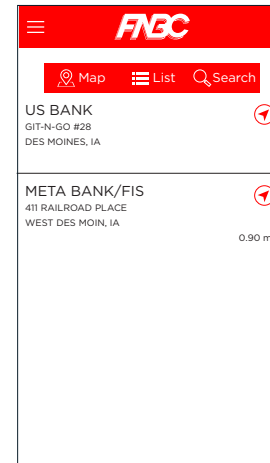 FNBC
Map List Search
US BANK
GIT-N-GO #28
DES MOINES, IA
META BANK/FIS
411 RAILROAD PLACE
WEST DES MOIN, IA
0.90 m